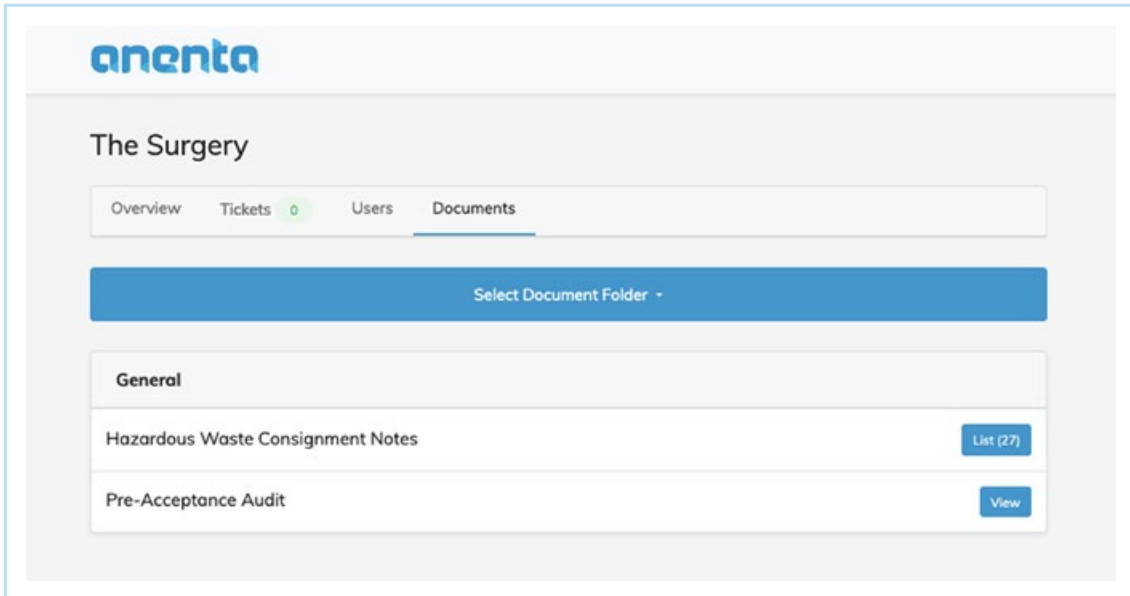 anenta
The Surgery
Overview Tickets 0 Users Documents
Select Document Folder
General
Hazardous Waste Consignment Notes List (27)
Pre-Acceptance Audit View